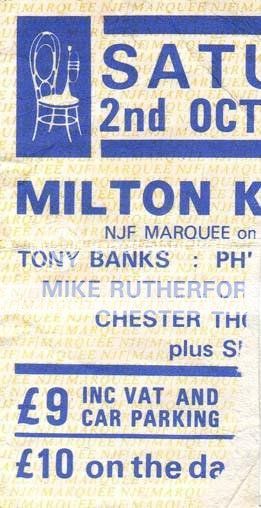 SATU
2nd OCT
MILTON K
NJF MARQUEE on
TONY BANKS : PH'
MIKE RUTHERFOR
CHESTER THO
plus S
£9 INC VAT AND
CAR PARKING
£10 on the da